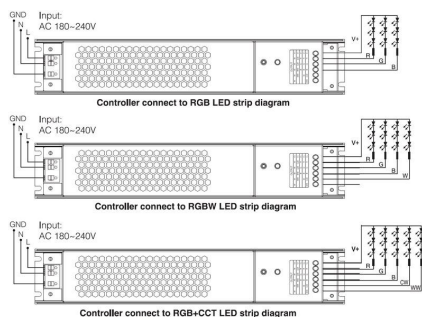 GND
Input:
N
AC 180~240V
L
V+
R
G
B
Controller connect to RGB LED strip diagram
GND
Input:
N
AC 180~240V
L
V+
R
G
B
W
Controller connect to RGBW LED strip diagram
GND
Input:
N
AC 180~240V
L
V+
R
G
B
CW
WW
Controller connect to RGB+CCT LED strip diagram